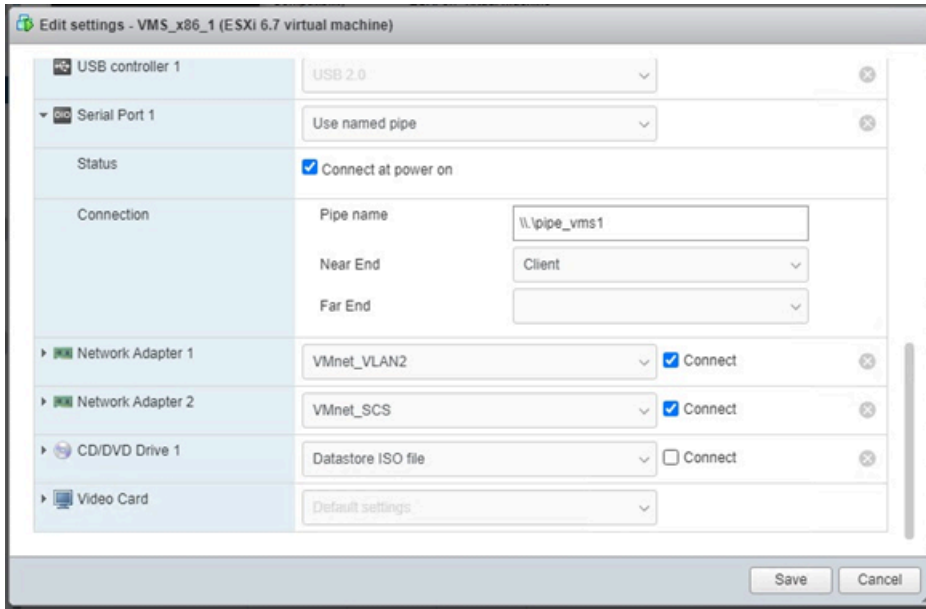 Edit settings - VMS_x86_1 (ESXi 6.7 virtual machine)
USB controller 1
USB 2.0
Serial Port 1
Use named pipe
Status
Connect at power on
Connection
Pipe name
\\.\pipe_vms1
Near End
Client
Far End
Network Adapter 1
VMnet_VLAN2
Connect
Network Adapter 2
VMnet_SCS
Connect
CD/DVD Drive 1
Datastore ISO file
Connect
Video Card
Default settings
Save
Cancel